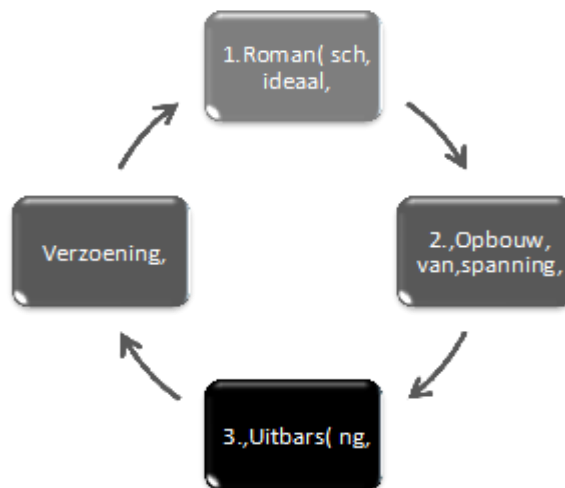 1.Roman( sch,
ideaal,
2.,Opbouw,
van,spanning,
3.,Uitbars( ng,
Verzoening,